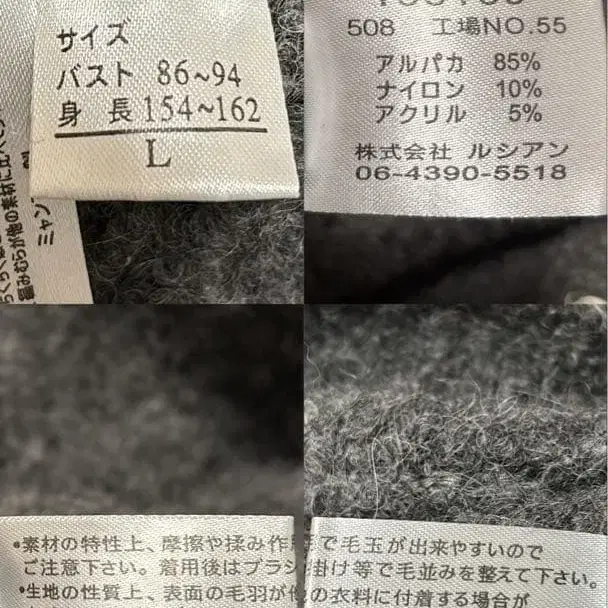 サイズ
バスト 86~94
身長 154~162
L
508 工場NO.55
アルパカ 85%
ナイロン 10%
アクリル 5%
株式会社 ルシアン
06-4390-5518
•素材の特性上、摩擦や揉み作
ご注意下さい。着用後はブラシ
•生地の性質上、表面の毛羽が他
で毛玉が出来やすいので
掛け等で毛並みを整えて下さい。
の衣料に付着する場合が